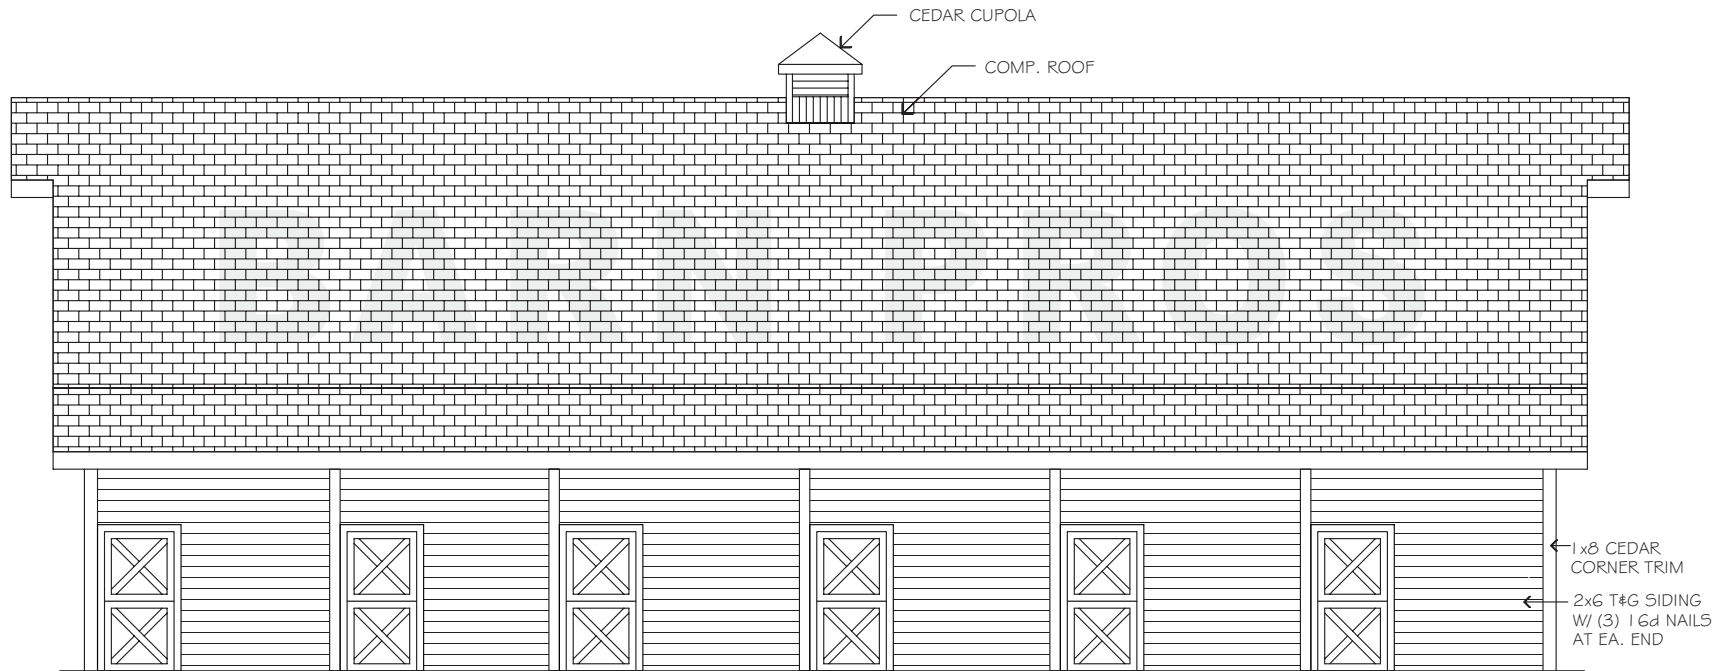 CEDAR CUPOLA
COMP. ROOF
BARN PROS
1x8 CEDAR
CORNER TRIM
2x6 T&G SIDING
W/ (3) 16d NAILS
AT EA. END